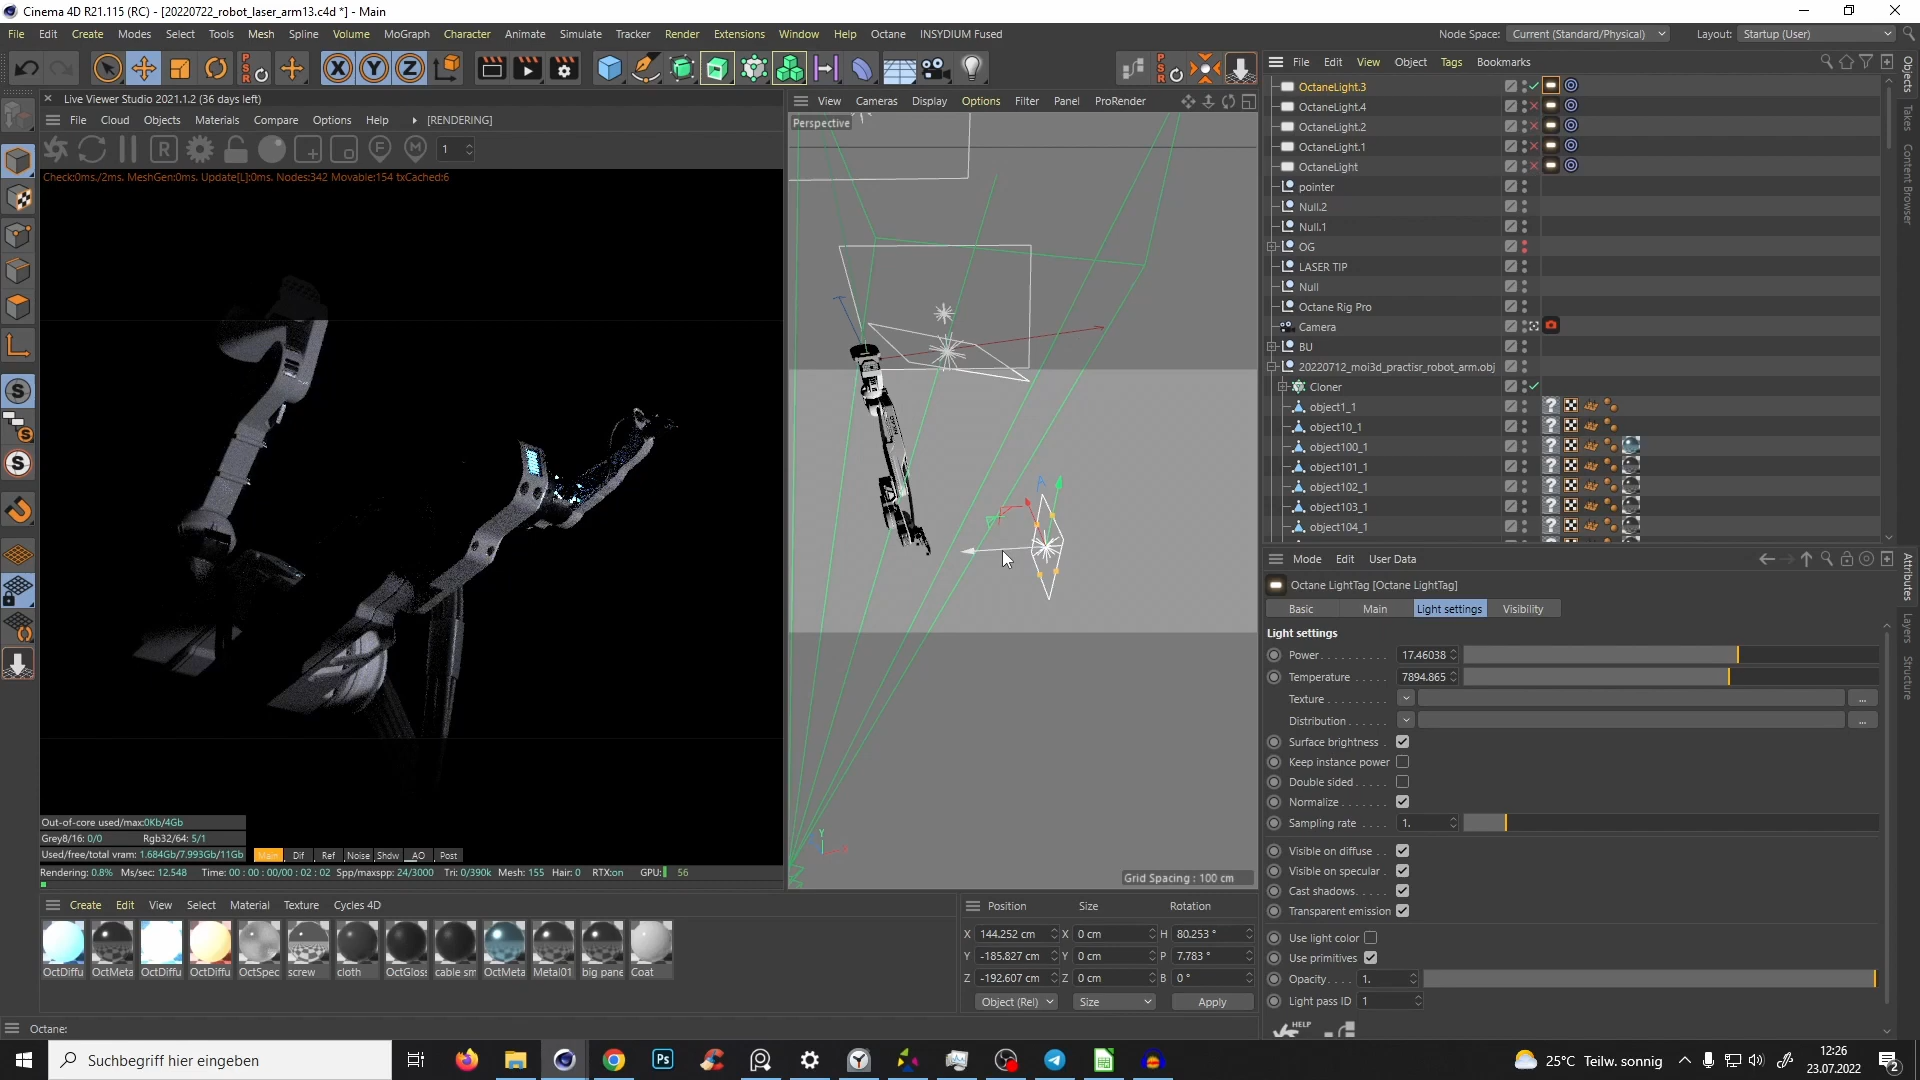 Cinema 4D R21.115 (RC) - [20220722_robot_laser_arm13.c4d *] - Main
File Edit Create Modes Select Tools Mesh Spline Volume MoGraph Character Animate Simulate Tracker Render Extensions Window Help Octane INSYDIUM Fused
Node Space: Current (Standard/Physical) Layout: Startup (User)
PSR
X Y Z
PSR
Live Viewer Studio 2021.1.2 (36 days left)
File Cloud Objects Materials Compare Options Help [RENDERING]
R F M 1
Check:0ms./2ms. MeshGen:0ms. Update[L]:0ms. Nodes:342 Movable:154 txCached:6
Out-of-core used/max:0Kb/4Gb
Grey8/16: 0/0 Rgb32/64: 5/1
Used/free/total vram: 1.684Gb/7.993Gb/11Gb
Main Dif Ref Noise Shdw AO Post
Rendering: 0.8% Ms/sec: 12.548 Time: 00 : 00 : 00/00 : 02 : 02 Spp/maxspp: 24/3000 Tri: 0/390k Mesh: 155 Hair: 0 RTX:on GPU: 56
View Cameras Display Options Filter Panel ProRender
Perspective
Y
Grid Spacing : 100 cm
File Edit View Object Tags Bookmarks
OctaneLight.3
OctaneLight.4
OctaneLight.2
OctaneLight.1
OctaneLight
pointer
Null.2
Null.1
OG
LASER TIP
Null
Octane Rig Pro
Camera
BU
20220712_moi3d_practisr_robot_arm.obj
Cloner
object1_1
object10_1
object100_1
object101_1
object102_1
object103_1
object104_1
Objects
Takes
Content Browser
Attributes
Layers
Structure
Mode Edit User Data
Octane LightTag [Octane LightTag]
Basic Main Light settings Visibility
Light settings
Power 17.46038
Temperature 7894.865
Texture ...
Distribution ...
Surface brightness
Keep instance power
Double sided
Normalize
Sampling rate 1.
Visible on diffuse
Visible on specular
Cast shadows
Transparent emission
Use light color
Use primitives
Opacity 1.
Light pass ID 1
HELP
Create Edit View Select Material Texture Cycles 4D
OctDiffu OctMeta OctDiffu OctDiffu OctSpec screw cloth OctGlos cable sm OctMeta Metal01 big pane Coat
Position Size Rotation
X 144.252 cm X 0 cm H 80.253 °
Y -185.827 cm Y 0 cm P 7.783 °
Z -192.607 cm Z 0 cm B 0 °
Object (Rel) Size Apply
Octane:
Suchbegriff hier eingeben
Ps
25°C Teilw. sonnig
12:26
23.07.2022
2